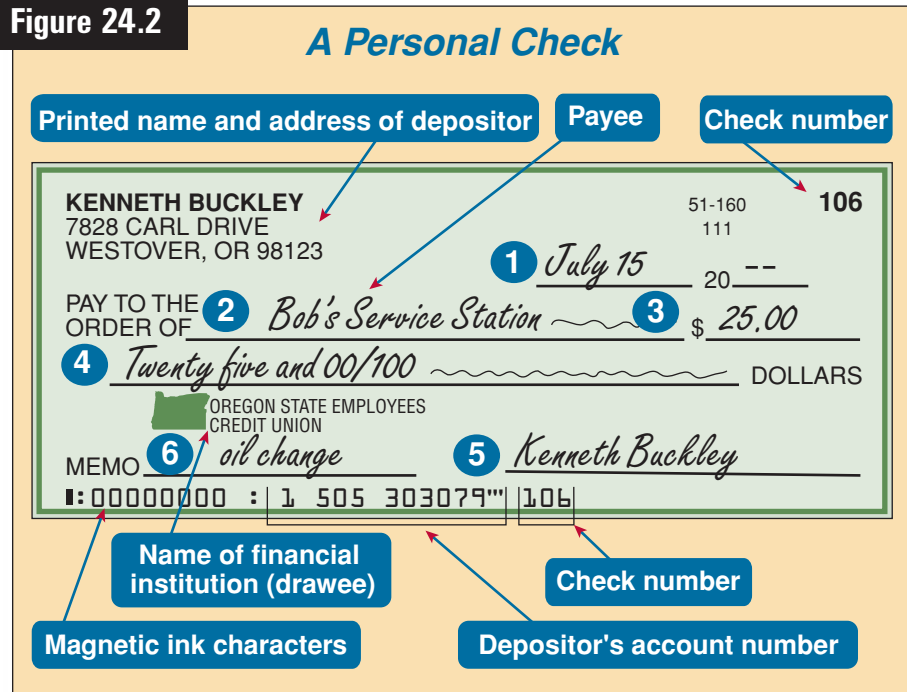 Figure 24.2
A Personal Check
Printed name and address of depositor
Payee
Check number
KENNETH BUCKLEY
7828 CARL DRIVE
WESTOVER, OR 98123
51-160
111
106
1 July 15 20 --
PAY TO THE
ORDER OF 2 Bob's Service Station 3 $ 25.00
4 Twenty five and 00/100 DOLLARS
OREGON STATE EMPLOYEES
CREDIT UNION
MEMO 6 oil change 5 Kenneth Buckley
⑆00000000 : 1 505 303079⑈ 106
Name of financial
institution (drawee)
Check number
Magnetic ink characters
Depositor's account number